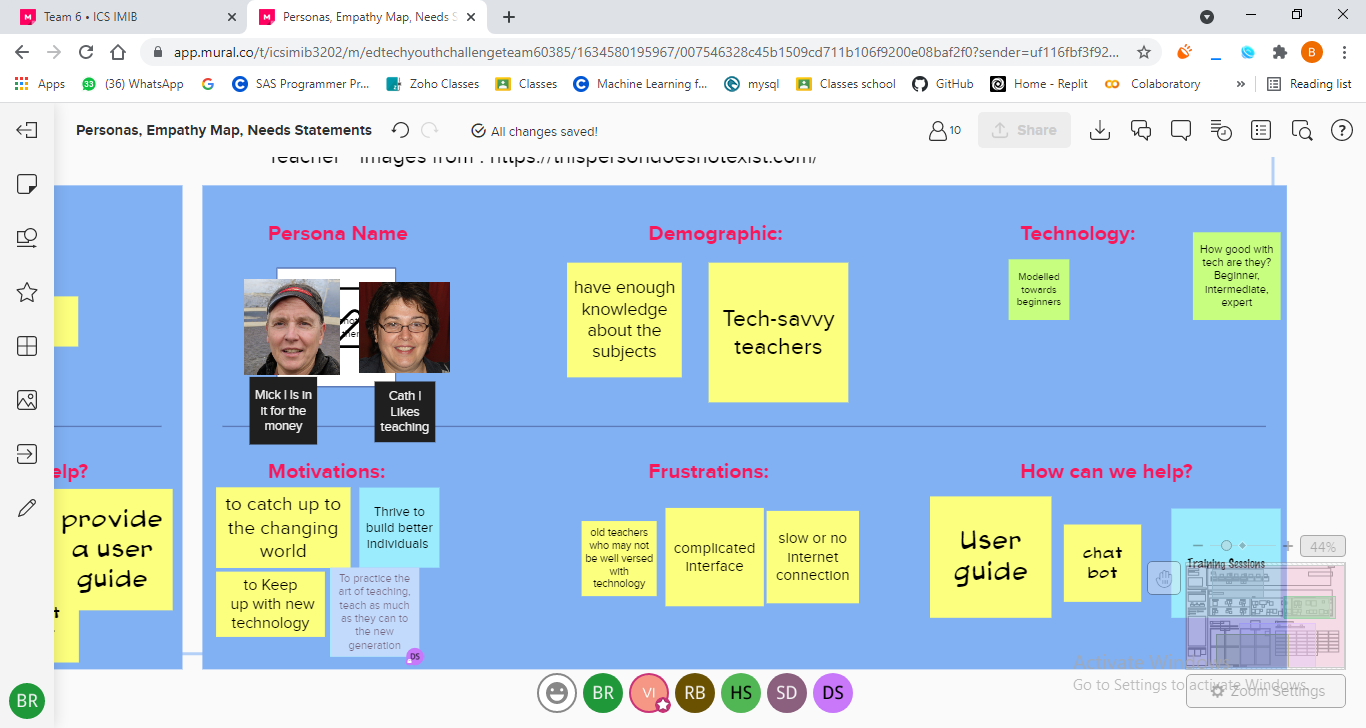 Team 6 • ICS IMIB
Personas, Empathy Map, Needs S
app.mural.co/t/icsimib3202/m/edtechyouthchallengeteam60385/1634580195967/007546328c45b1509cd711b106f9200e08baf2f0?sender=uf116fbf3f92...
B
Apps
33
(36) WhatsApp
SAS Programmer Pr...
Zoho Classes
Classes
Machine Learning f...
mysql
Classes school
GitHub
Home - Replit
Colaboratory
»
Reading list
Personas, Empathy Map, Needs Statements
All changes saved!
10
Share
Teacher - images from : https://thispersondoesnotexist.com/
Persona Name
Demographic:
Technology:
have enough
knowledge
about the
subjects
Tech-savvy
teachers
Modelled
towards
beginners
How good with
tech are they?
Beginner,
intermediate,
expert
Mick | Is in
it for the
money
Cath |
Likes
teaching
elp?
provide
a user
guide
Motivations:
to catch up to
the changing
world
Thrive to
build better
individuals
to Keep
up with new
technology
To practice the
art of teaching,
teach as much
as they can to
the new
generation
DS
Frustrations:
old teachers
who may not
be well versed
with
technology
complicated
interface
slow or no
internet
connection
How can we help?
User
guide
chat
bot
Training Sessions
44%
Activate Windows
Go to Settings to activate Windows.
Zoom Settings
BR
BR
VI
RB
HS
SD
DS